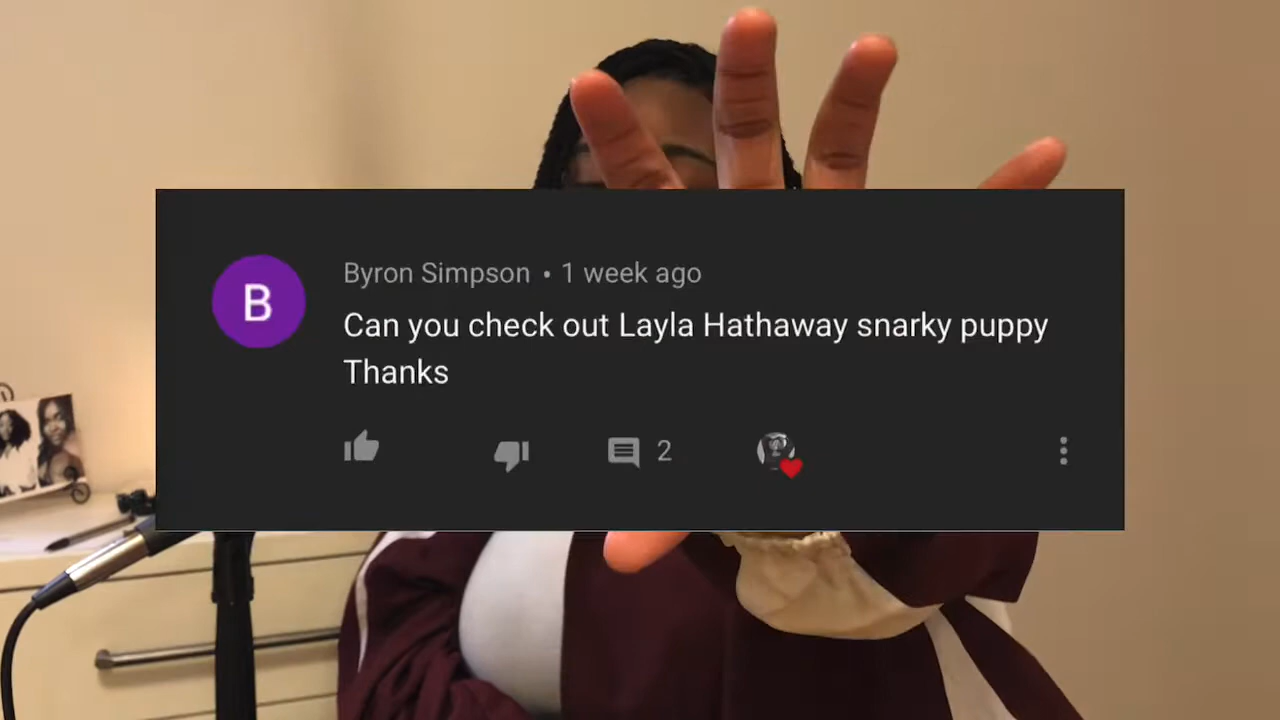 B
Byron Simpson • 1 week ago
Can you check out Layla Hathaway snarky puppy
Thanks
2